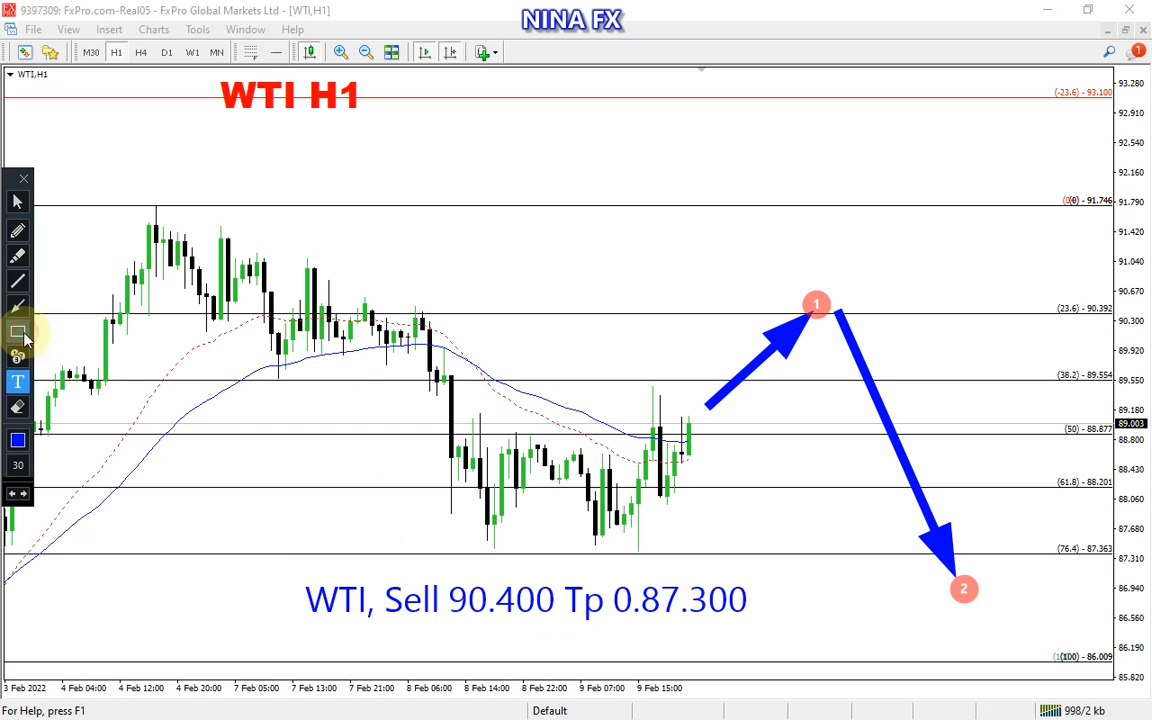 9397309: FxPro.com-Real05 - FxPro Global Markets Ltd - [WTI,H1]
NINA FX
File View Insert Charts Tools Window Help
M30 H1 H4 D1 W1 MN
1
WTI,H1
WTI H1
93.280
(-23.6) - 93.100
92.910
92.540
92.160
91.790
(0) - 91.746
91.420
91.040
90.670
1
(23.6) - 90.392
90.300
89.920
89.550
(38.2) - 89.554
89.180
89.003
(50) - 88.877
88.800
88.430
(61.8) - 88.201
88.060
87.680
(76.4) - 87.363
87.310
86.940
2
86.560
86.190
(100) - 86.009
85.820
T
30
WTI, Sell 90.400 Tp 0.87.300
3 Feb 2022 4 Feb 04:00 4 Feb 12:00 4 Feb 20:00 7 Feb 05:00 7 Feb 13:00 7 Feb 21:00 8 Feb 06:00 8 Feb 14:00 8 Feb 22:00 9 Feb 07:00 9 Feb 15:00
For Help, press F1
Default
998/2 kb